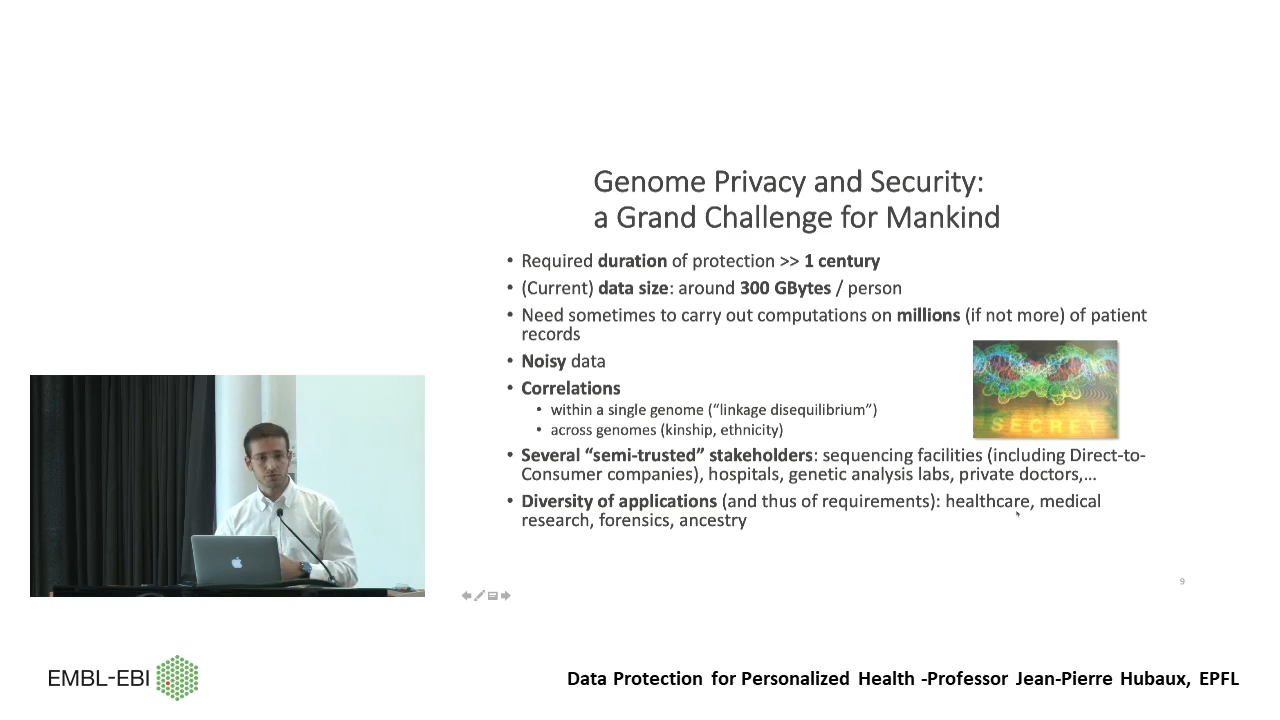 Genome Privacy and Security:
a Grand Challenge for Mankind
• Required duration of protection >> 1 century
• (Current) data size: around 300 GBytes / person
• Need sometimes to carry out computations on millions (if not more) of patient
records
• Noisy data
• Correlations
• within a single genome (“linkage disequilibrium”)
• across genomes (kinship, ethnicity)
SECRET
• Several “semi-trusted” stakeholders: sequencing facilities (including Direct-to-
Consumer companies), hospitals, genetic analysis labs, private doctors,...
• Diversity of applications (and thus of requirements): healthcare, medical
research, forensics, ancestry
9
EMBL-EBI
Data Protection for Personalized Health -Professor Jean-Pierre Hubaux, EPFL